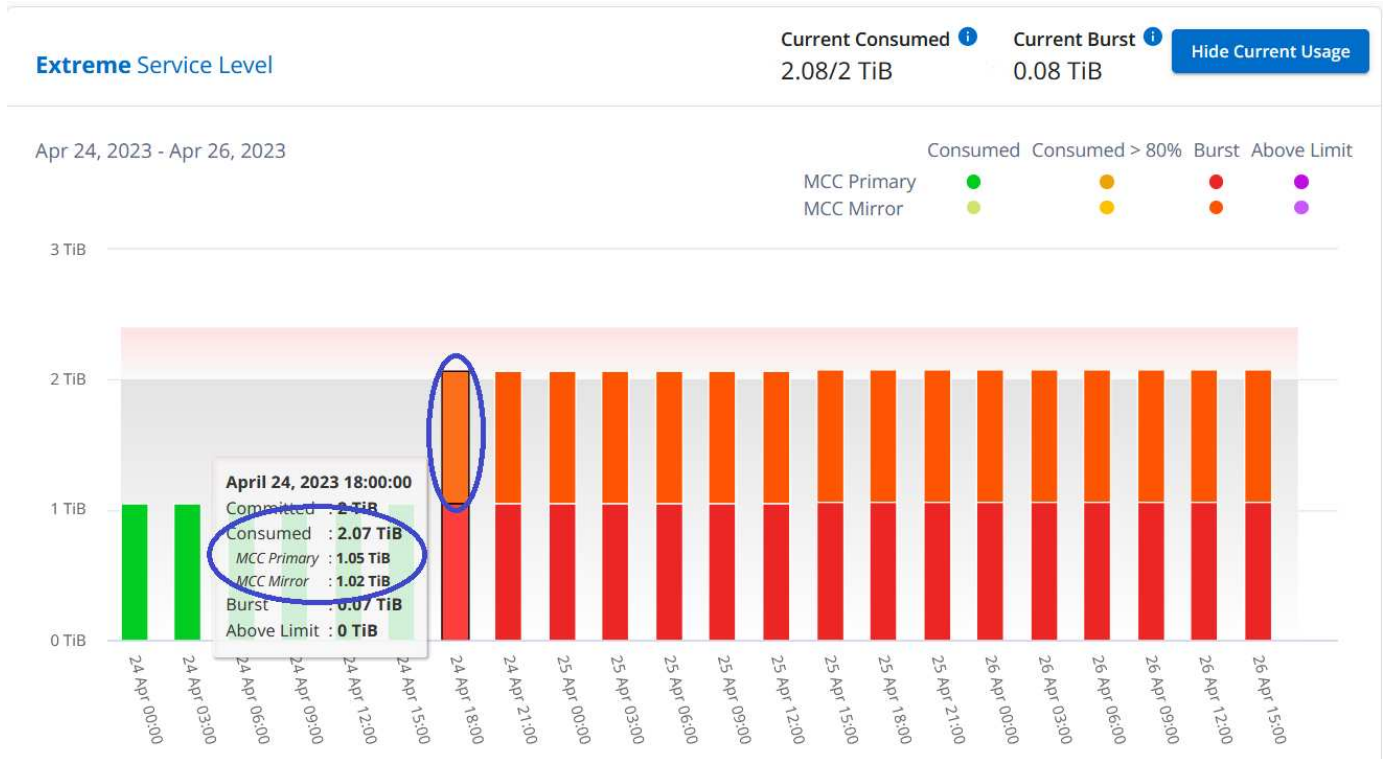 Extreme Service Level
Current Consumed i
2.08/2 TiB
Current Burst i
0.08 TiB
Hide Current Usage
Apr 24, 2023 - Apr 26, 2023
Consumed Consumed > 80% Burst Above Limit
MCC Primary
MCC Mirror
3 TiB
2 TiB
1 TiB
0 TiB
April 24, 2023 18:00:00
Committed : 2 TiB
Consumed : 2.07 TiB
MCC Primary : 1.05 TiB
MCC Mirror : 1.02 TiB
Burst : 0.07 TiB
Above Limit : 0 TiB
24 Apr 00:00
24 Apr 03:00
24 Apr 06:00
24 Apr 09:00
24 Apr 12:00
24 Apr 15:00
24 Apr 18:00
24 Apr 21:00
25 Apr 00:00
25 Apr 03:00
25 Apr 06:00
25 Apr 09:00
25 Apr 12:00
25 Apr 15:00
25 Apr 18:00
25 Apr 21:00
26 Apr 00:00
26 Apr 03:00
26 Apr 06:00
26 Apr 09:00
26 Apr 12:00
26 Apr 15:00